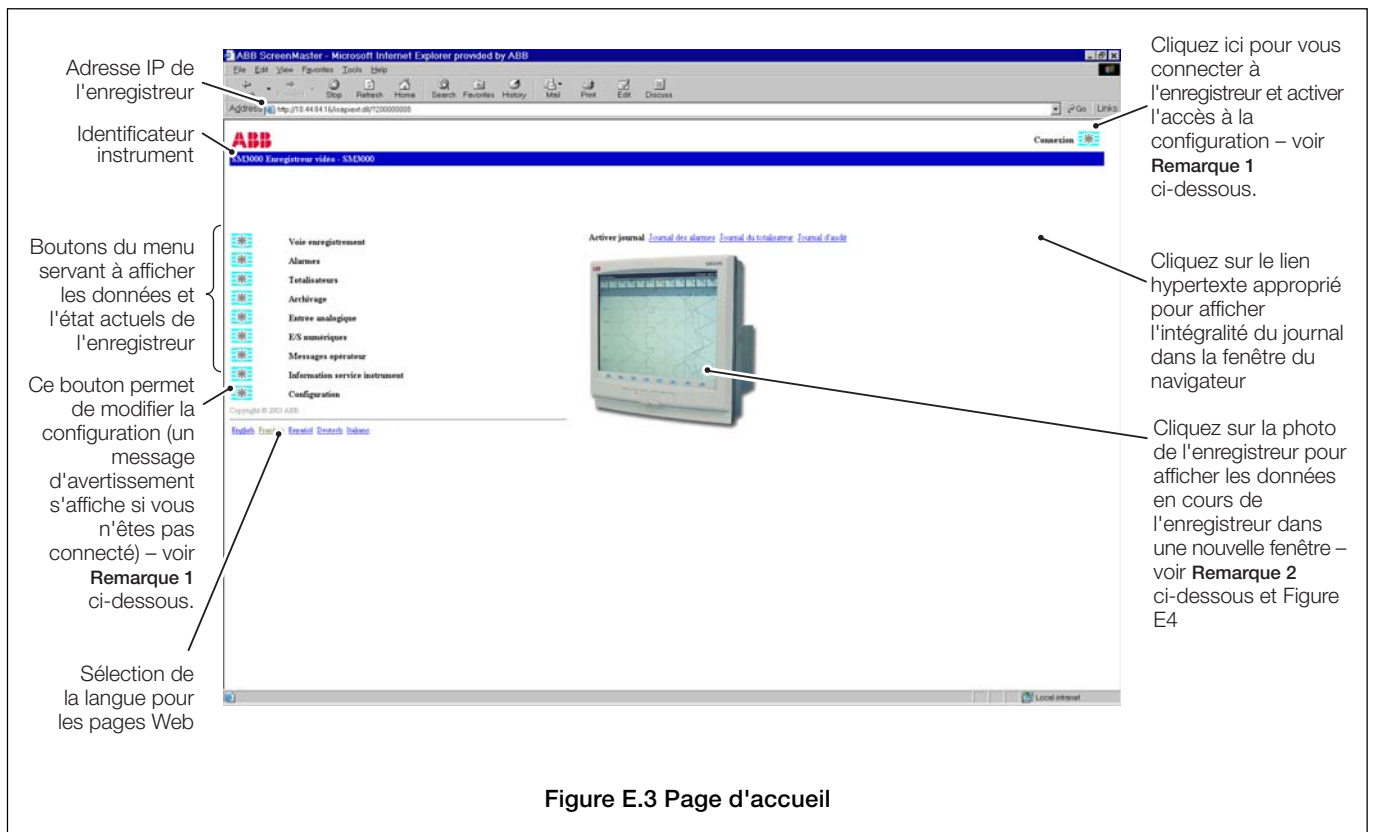 Adresse IP de
l'enregistreur
Identificateur
instrument
Boutons du menu
servant à afficher
les données et
l'état actuels de
l'enregistreur
Ce bouton permet
de modifier la
configuration (un
message
d'avertissement
s'affiche si vous
n'êtes pas
connecté) – voir
Remarque 1
ci-dessous.
Sélection de
la langue pour
les pages Web
ABB ScreenMaster - Microsoft Internet Explorer provided by ABB
File Edit View Favorites Tools Help
Stop Refresh Home Search Favorites History Mail Print Edit Discuss
Address
Go Links
ABB
Connexion
SM3000 Enregistreur vidéo - SM3000
Voie enregistrement
Alarmes
Totalisateurs
Archivage
Entrée analogique
E/S numériques
Messages opérateur
Information service instrument
Configuration
Copyright © 2003 ABB
English Español Deutsch Italiano
Activer journal Journal des alarmes Journal du totalisateur Journal d'audit
ABB
Local intranet
Cliquez ici pour vous
connecter à
l'enregistreur et activer
l'accès à la
configuration – voir
Remarque 1
ci-dessous.
Cliquez sur le lien
hypertexte approprié
pour afficher
l'intégralité du journal
dans la fenêtre du
navigateur
Cliquez sur la photo
de l'enregistreur pour
afficher les données
en cours de
l'enregistreur dans
une nouvelle fenêtre –
voir Remarque 2
ci-dessous et Figure
E4
Figure E.3 Page d'accueil